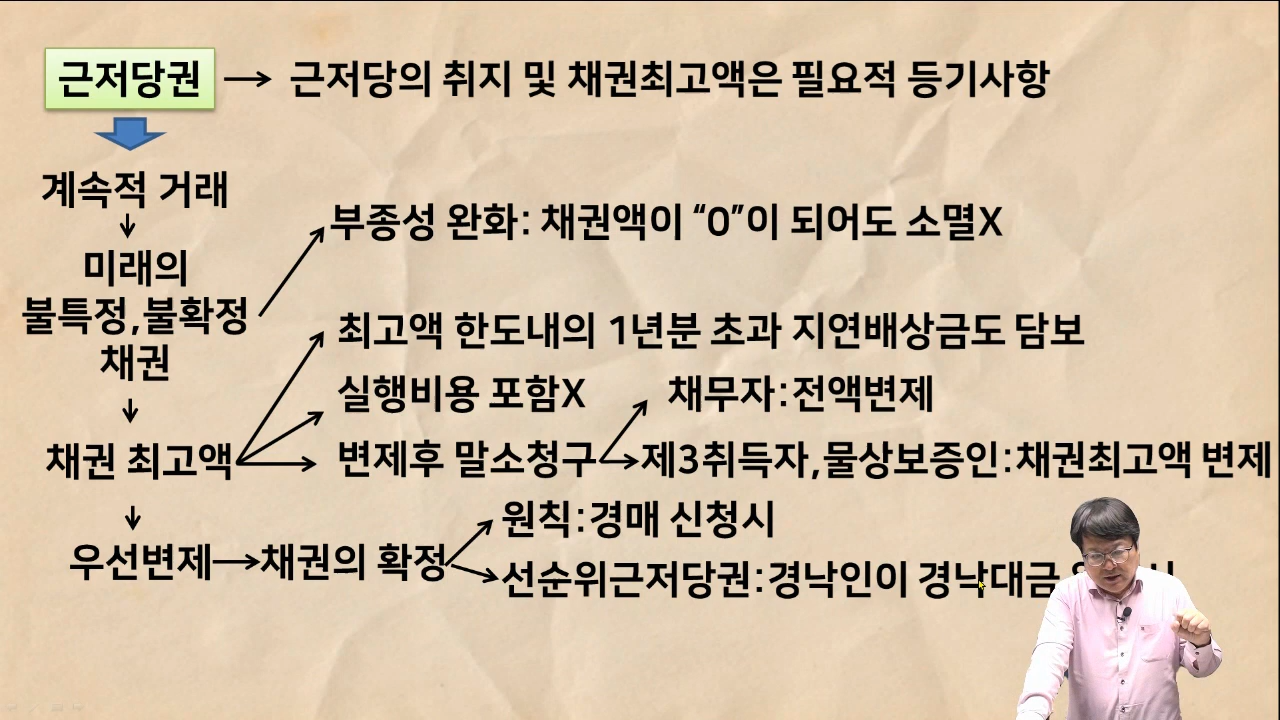 근저당권 → 근저당의 취지 및 채권최고액은 필요적 등기사항
계속적 거래
부종성 완화: 채권액이 “0”이 되어도 소멸X
미래의
불특정,불확정
채권
최고액 한도내의 1년분 초과 지연배상금도 담보
실행비용 포함X
채무자:전액변제
채권 최고액
변제후 말소청구
제3취득자,물상보증인:채권최고액 변제
원칙:경매 신청시
우선변제→채권의 확정
선순위근저당권:경낙인이 경낙대금